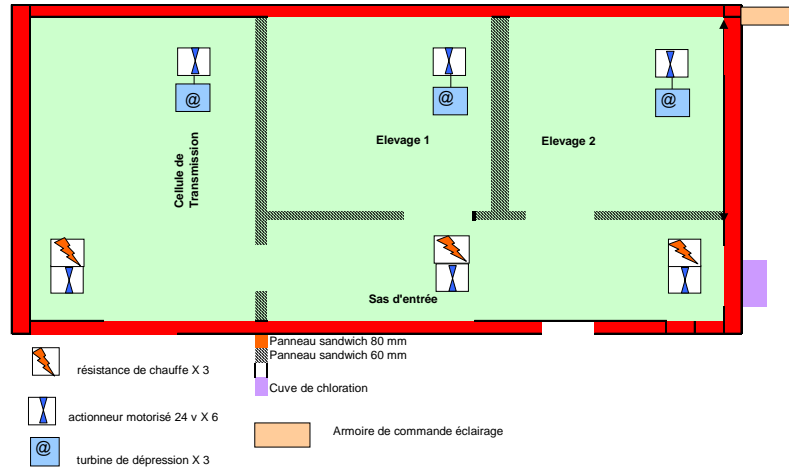 @
@
@
Elevage 1
Elevage 2
Cellule de
Transmission
Sas d'entrée
Panneau sandwich 80 mm
Panneau sandwich 60 mm
Cuve de chloration
résistance de chauffe X 3
actionneur motorisé 24 v X 6
@
turbine de dépression X 3
Armoire de commande éclairage